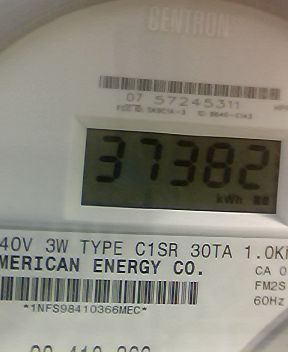 CENTRON
07 57245311
37382
kWh
40V 3W TYPE C1SR 30TA 1.0K
MERICAN ENERGY CO.
CA 0
FM2S
60Hz
*1NFS98410366MEC*